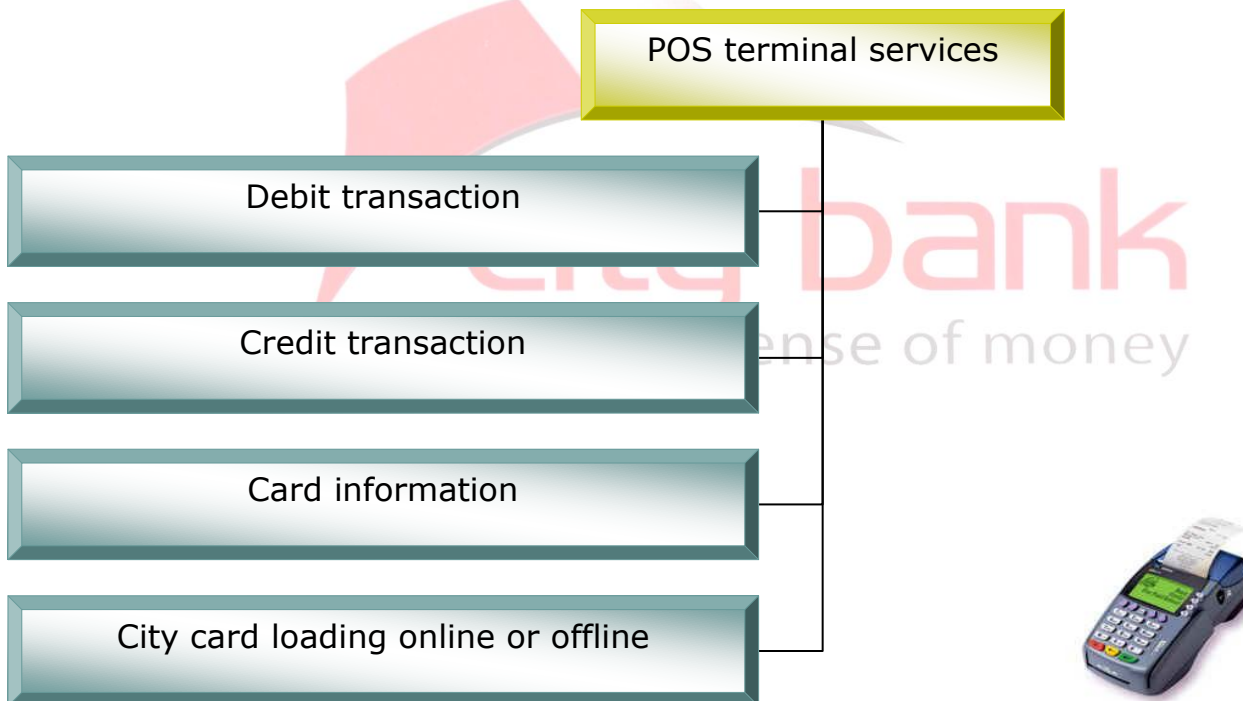 POS terminal services
Debit transaction
bank
Credit transaction
ense of money
Card information
City card loading online or offline